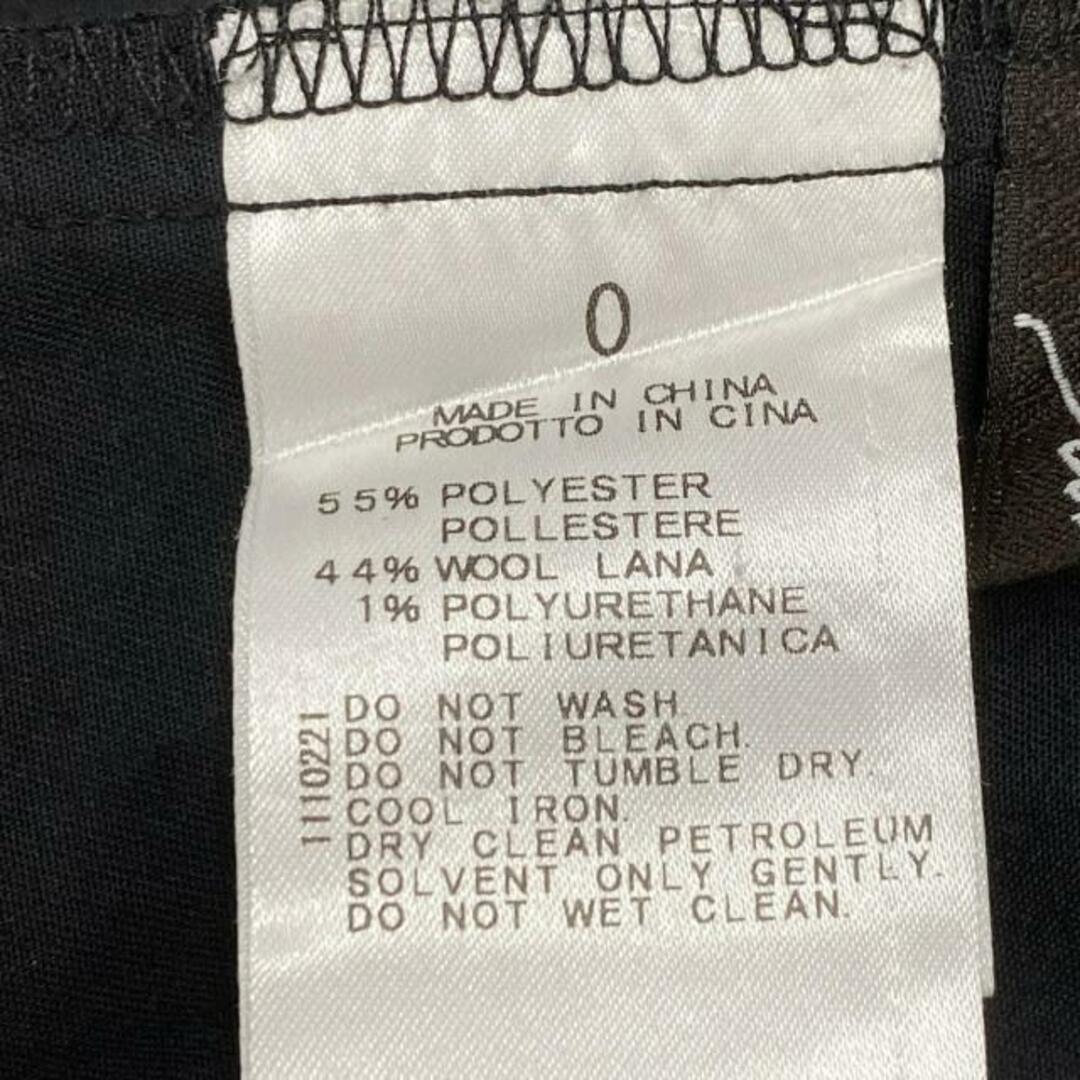 0
MADE IN CHINA
PRODOTTO IN CINA
55% POLYESTER
POLLESTERE
44% WOOL LANA
1% POLYURETHANE
POLIURETANICA
1110221
DO NOT WASH.
DO NOT BLEACH.
DO NOT TUMBLE DRY.
COOL IRON.
DRY CLEAN PETROLEUM
SOLVENT ONLY GENTLY.
DO NOT WET CLEAN.